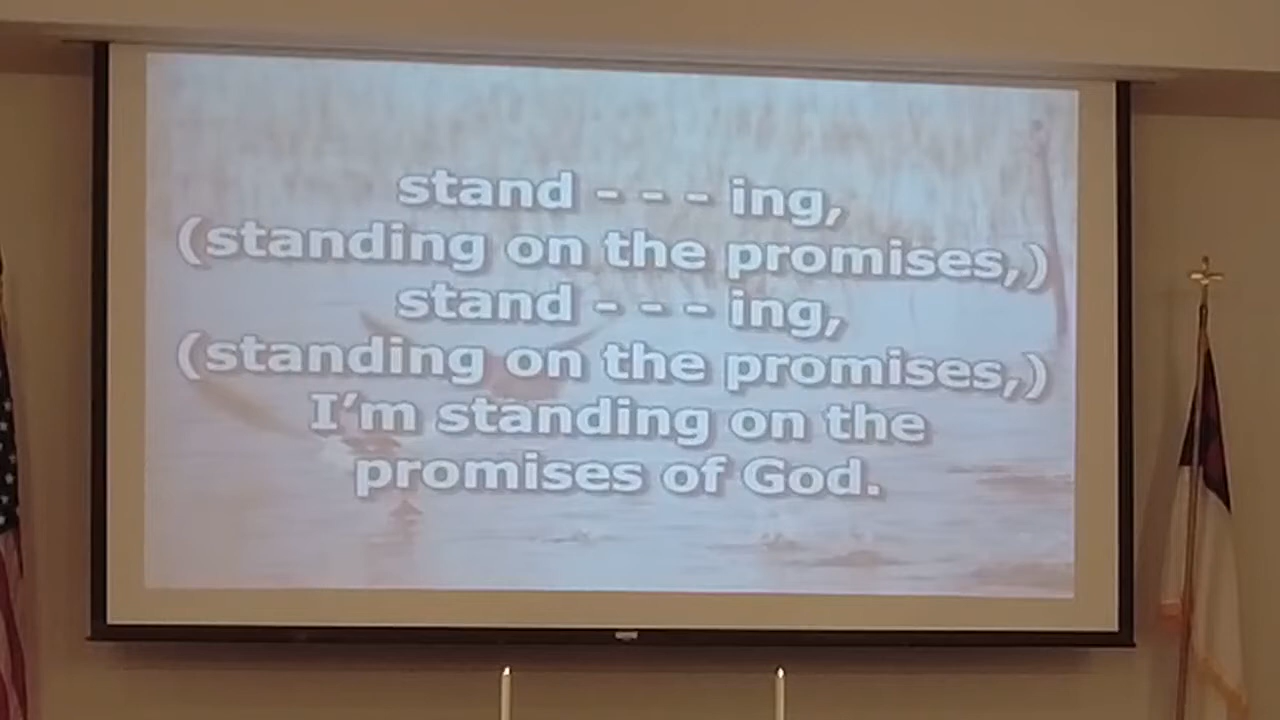 stand - - - ing,
(standing on the promises,)
stand - - - ing,
(standing on the promises,)
I’m standing on the
promises of God.